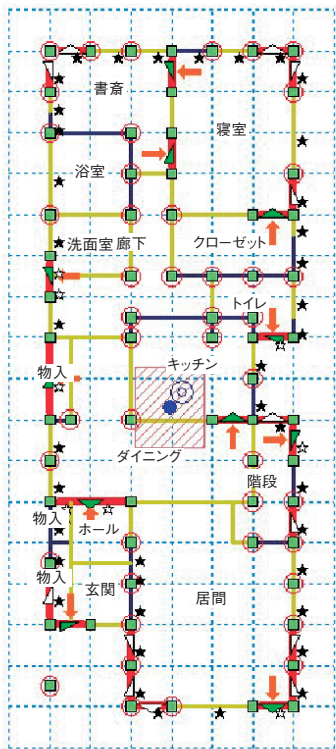 書斎
寝室
浴室
洗面室 廊下 クローゼット
トイレ
物入
キッチン
ダイニング
階段
物入
ホール
物入
玄関
居間